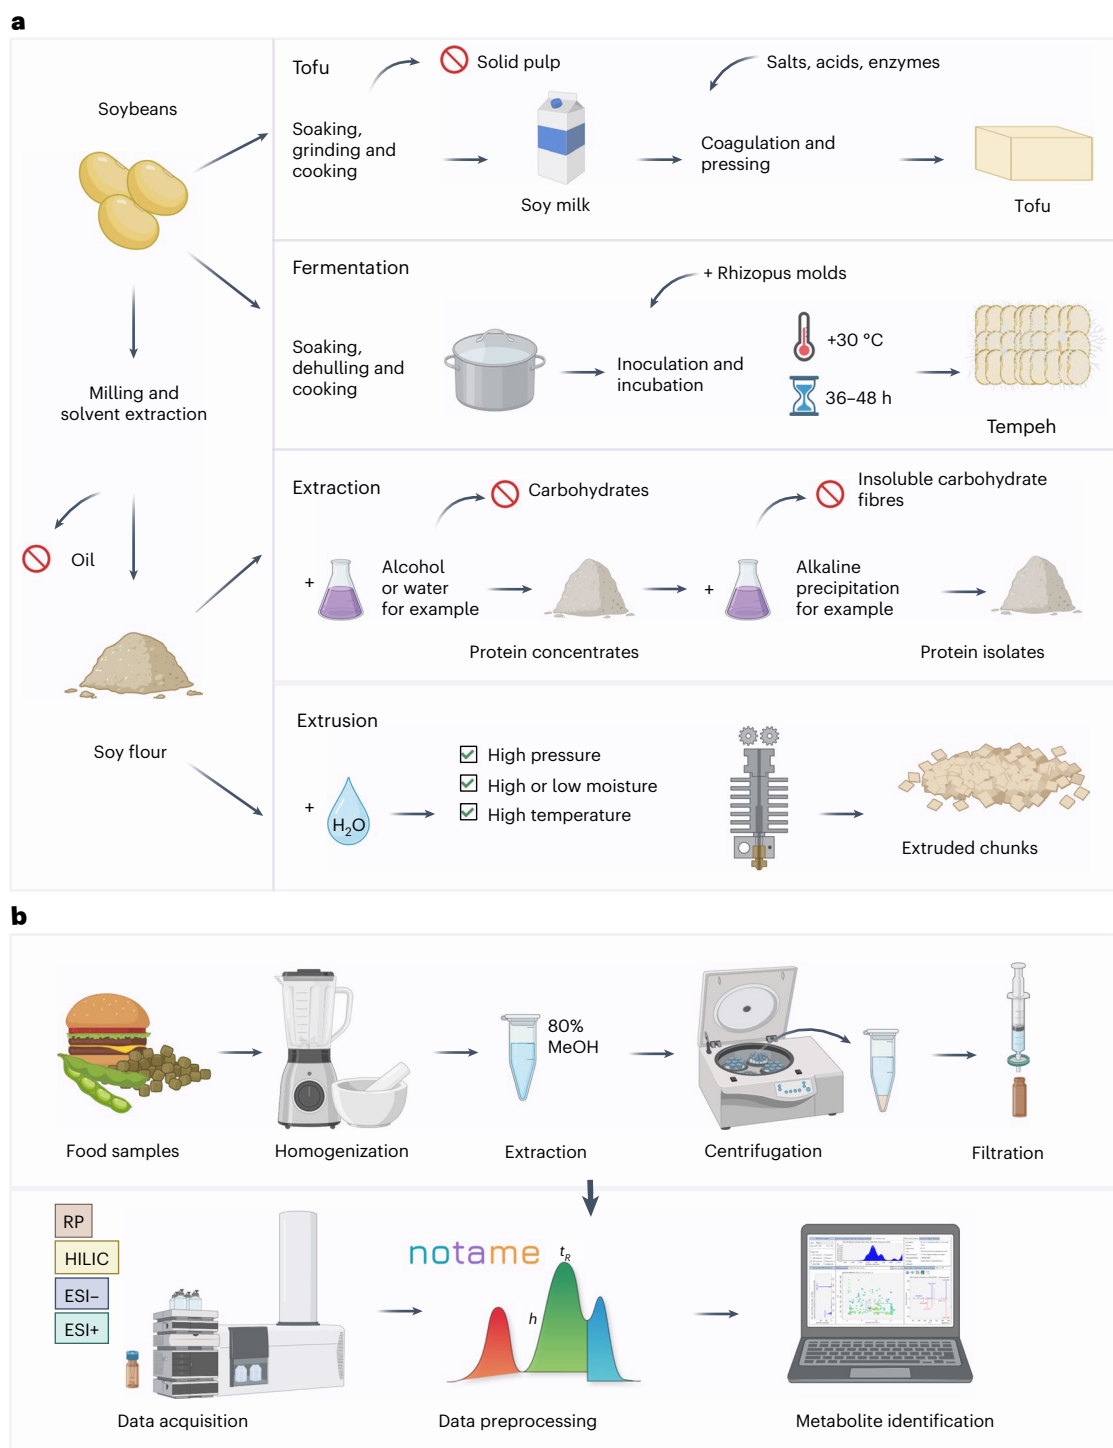 a
Soybeans
Milling and
solvent extraction
Oil
Soy flour
Tofu
Solid pulp
Salts, acids, enzymes
Soaking,
grinding and
cooking
Soy milk
Coagulation and
pressing
Tofu
Fermentation
+ Rhizopus molds
Soaking,
dehulling and
cooking
Inoculation and
incubation
+30 °C
36–48 h
Tempeh
Extraction
Carbohydrates
Insoluble carbohydrate
fibres
+
Alcohol
or water
for example
Protein concentrates
+
Alkaline
precipitation
for example
Protein isolates
Extrusion
+
H₂O
High pressure
High or low moisture
High temperature
Extruded chunks
b
Food samples
Homogenization
80%
MeOH
Extraction
Centrifugation
Filtration
RP
HILIC
ESI–
ESI+
Data acquisition
notame
tR
h
Data preprocessing
Metabolite identification